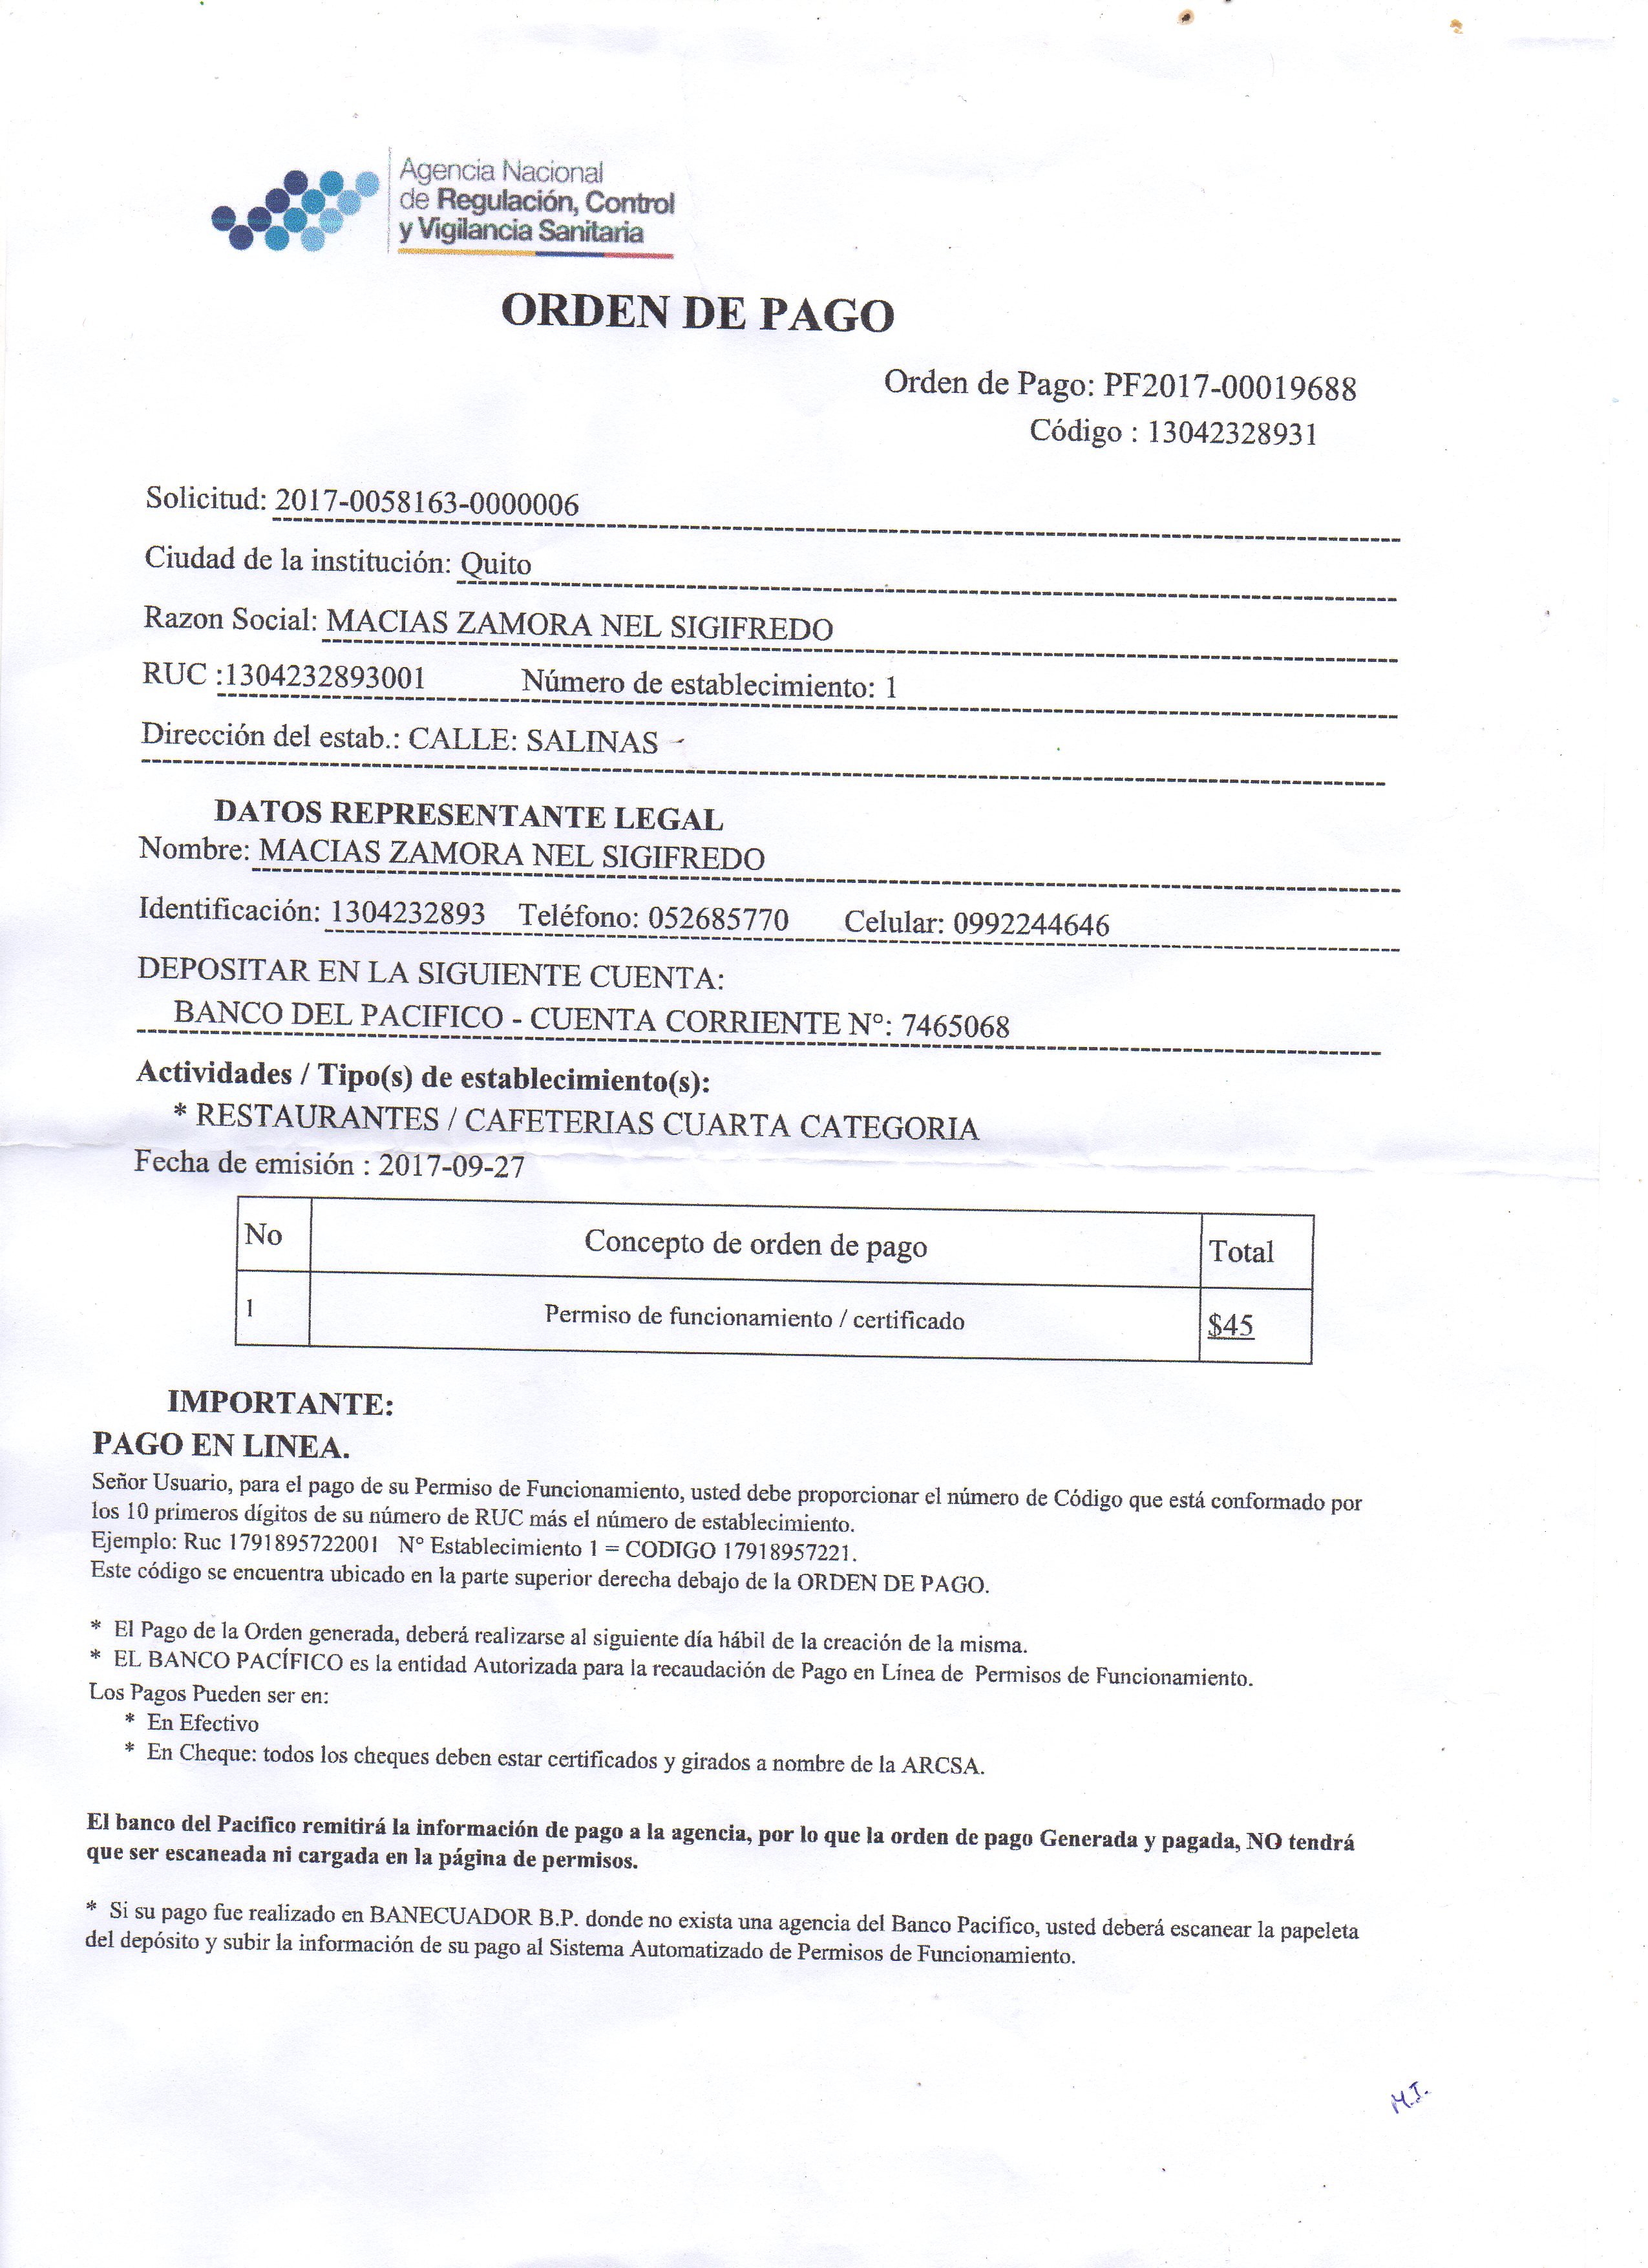 Agencia Nacional
de Regulación, Control
y Vigilancia Sanitaria
ORDEN DE PAGO
Orden de Pago: PF2017-00019688
Código : 13042328931
Solicitud: 2017-0058163-0000006
Ciudad de la institución: Quito
Razon Social: MACIAS ZAMORA NEL SIGIFREDO
RUC :1304232893001 Número de establecimiento: 1
Dirección del estab.: CALLE: SALINAS -
DATOS REPRESENTANTE LEGAL
Nombre: MACIAS ZAMORA NEL SIGIFREDO
Identificación: 1304232893 Teléfono: 052685770 Celular: 0992244646
DEPOSITAR EN LA SIGUIENTE CUENTA:
BANCO DEL PACIFICO - CUENTA CORRIENTE N°: 7465068
Actividades / Tipo(s) de establecimiento(s):
* RESTAURANTES / CAFETERIAS CUARTA CATEGORIA
Fecha de emisión : 2017-09-27
No Concepto de orden de pago Total
1 Permiso de funcionamiento / certificado $45
IMPORTANTE:
PAGO EN LINEA.
Señor Usuario, para el pago de su Permiso de Funcionamiento, usted debe proporcionar el número de Código que está conformado por
los 10 primeros dígitos de su número de RUC más el número de establecimiento.
Ejemplo: Ruc 1791895722001 N° Establecimiento 1 = CODIGO 17918957221.
Este código se encuentra ubicado en la parte superior derecha debajo de la ORDEN DE PAGO.
* El Pago de la Orden generada, deberá realizarse al siguiente día hábil de la creación de la misma.
* EL BANCO PACÍFICO es la entidad Autorizada para la recaudación de Pago en Línea de Permisos de Funcionamiento.
Los Pagos Pueden ser en:
* En Efectivo
* En Cheque: todos los cheques deben estar certificados y girados a nombre de la ARCSA.
El banco del Pacifico remitirá la información de pago a la agencia, por lo que la orden de pago Generada y pagada, NO tendrá
que ser escaneada ni cargada en la página de permisos.
* Si su pago fue realizado en BANECUADOR B.P. donde no exista una agencia del Banco Pacifico, usted deberá escanear la papeleta
del depósito y subir la información de su pago al Sistema Automatizado de Permisos de Funcionamiento.
M.I.